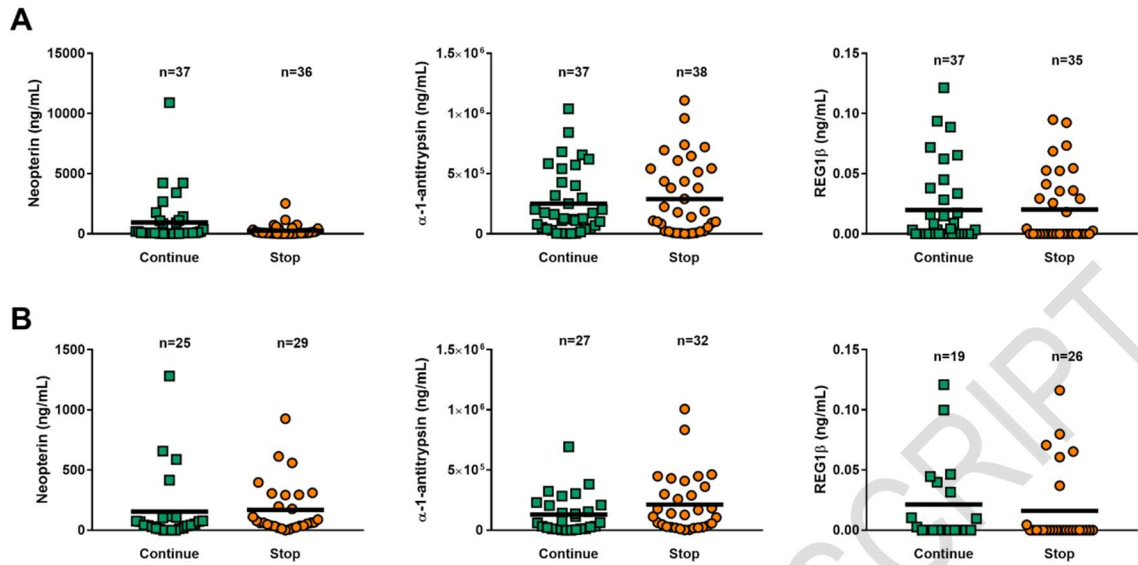 A
Neopterin (ng/mL)
15000
10000
5000
0
n=37
n=36
Continue
Stop
α-1-antitrypsin (ng/mL)
1.5×10⁶
1×10⁶
5×10⁵
0
n=37
n=38
Continue
Stop
REG1β (ng/mL)
0.15
0.10
0.05
0.00
n=37
n=35
Continue
Stop
B
Neopterin (ng/mL)
1500
1000
500
0
n=25
n=29
Continue
Stop
α-1-antitrypsin (ng/mL)
1.5×10⁶
1×10⁶
5×10⁵
0
n=27
n=32
Continue
Stop
REG1β (ng/mL)
0.15
0.10
0.05
0.00
n=19
n=26
Continue
Stop
SCRIPT